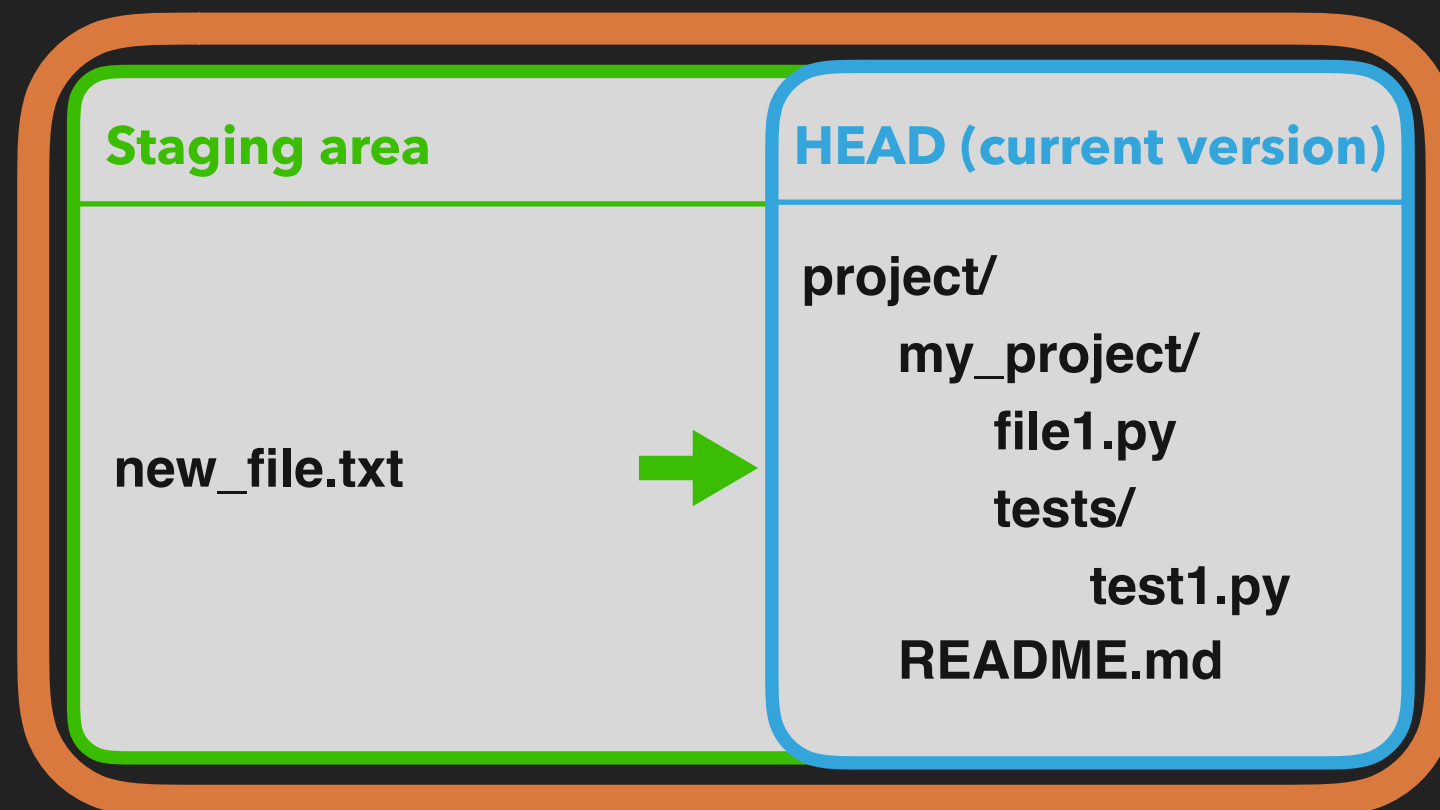 Staging area
new_file.txt
HEAD (current version)
project/
my_project/
file1.py
tests/
test1.py
README.md